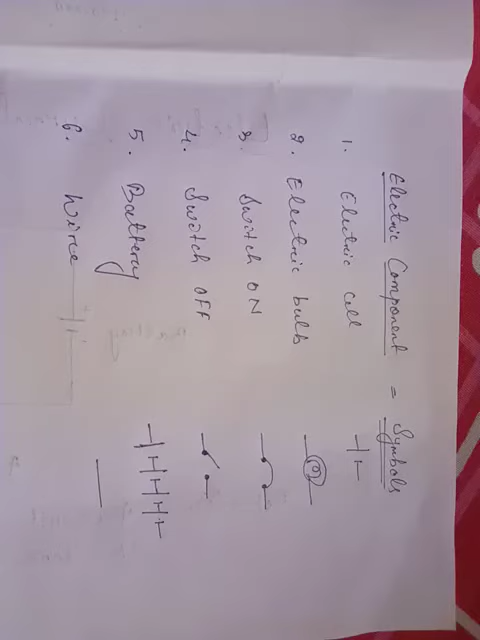 Electric Component = Symbols
1. Electric cell
2. Electric bulb
3. Switch ON
4. Switch OFF
5. Battery
6. Wire